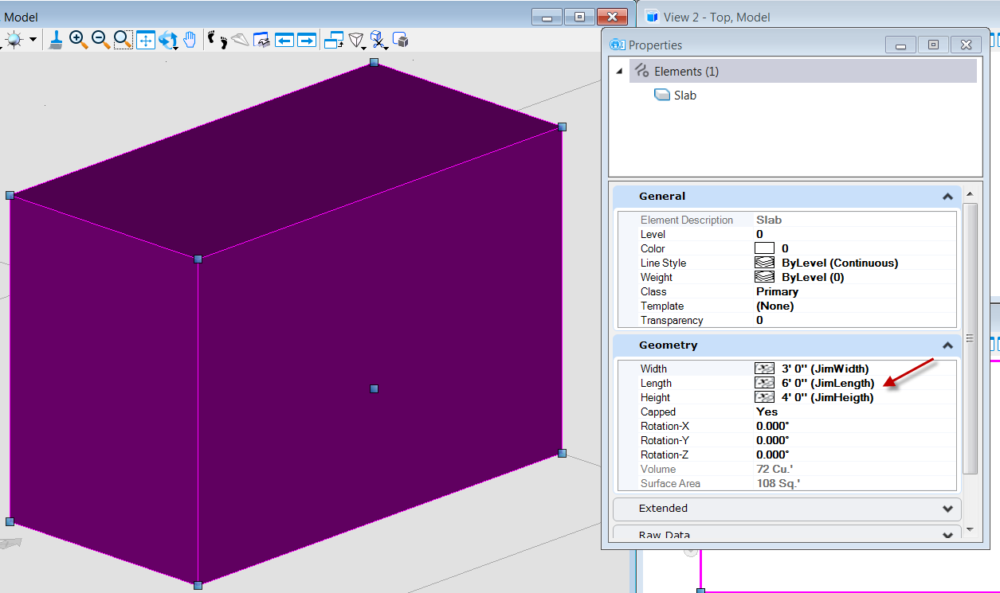 , Model
View 2 - Top, Model
Properties
Elements (1)
Slab
General
Element Description Slab
Level 0
Color 0
Line Style ByLevel (Continuous)
Weight ByLevel (0)
Class Primary
Template (None)
Transparency 0
Geometry
Width 3' 0" (JimWidth)
Length 6' 0" (JimLength)
Height 4' 0" (JimHeigth)
Capped Yes
Rotation-X 0.000°
Rotation-Y 0.000°
Rotation-Z 0.000°
Volume 72 Cu.'
Surface Area 108 Sq.'
Extended
Raw Data